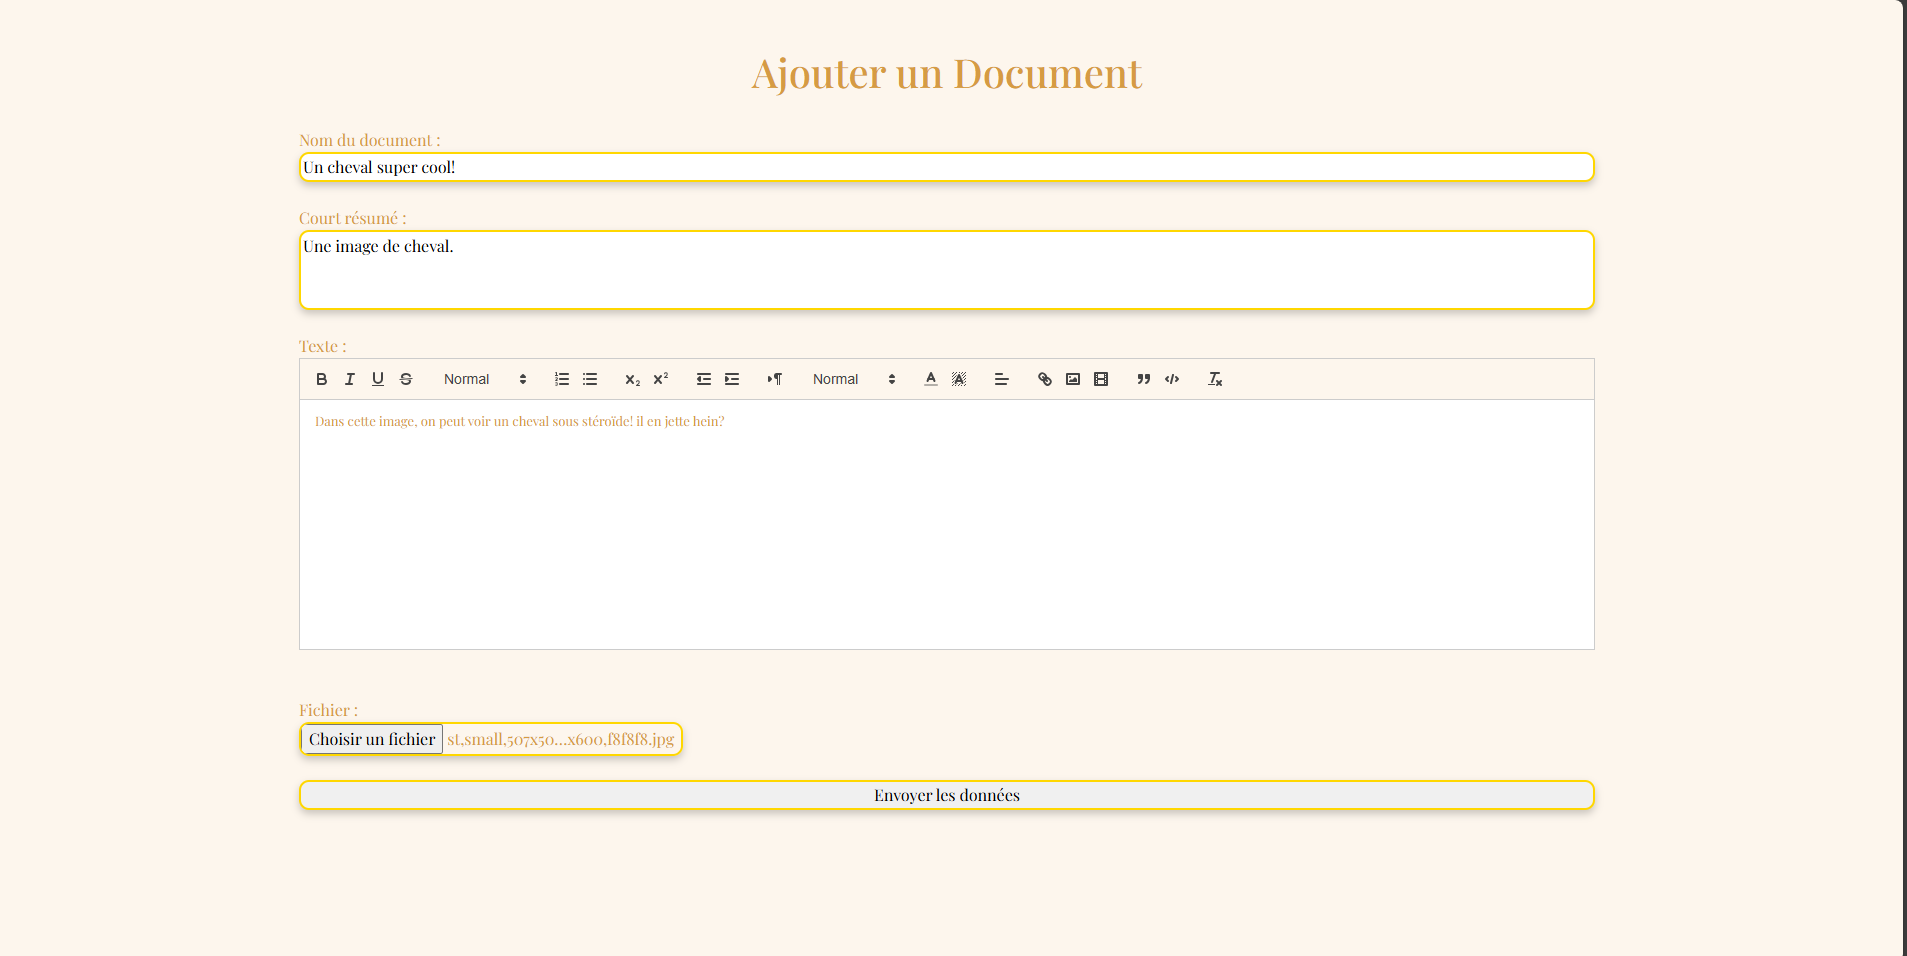 Ajouter un Document
Nom du document :
Un cheval super cool!
Court résumé :
Une image de cheval.
Texte :
Normal Normal
Dans cette image, on peut voir un cheval sous stéroïde! il en jette hein?
Fichier :
Choisir un fichier st,small,507x50...x600,f8f8f8.jpg
Envoyer les données